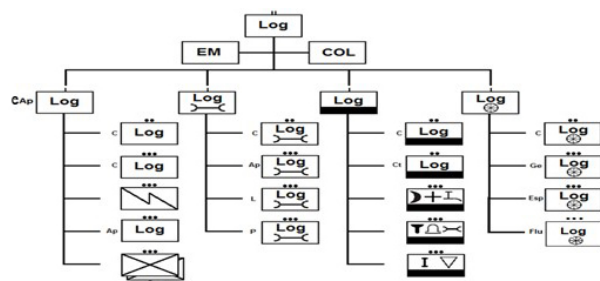 II
Log
EM COL
CAp Log Log Log Log
C Log C Log C Log C Log
C Log Ap Log Ct Log Ge Log
L Log Esp Log
Ap Log P Log T Flu Log
I